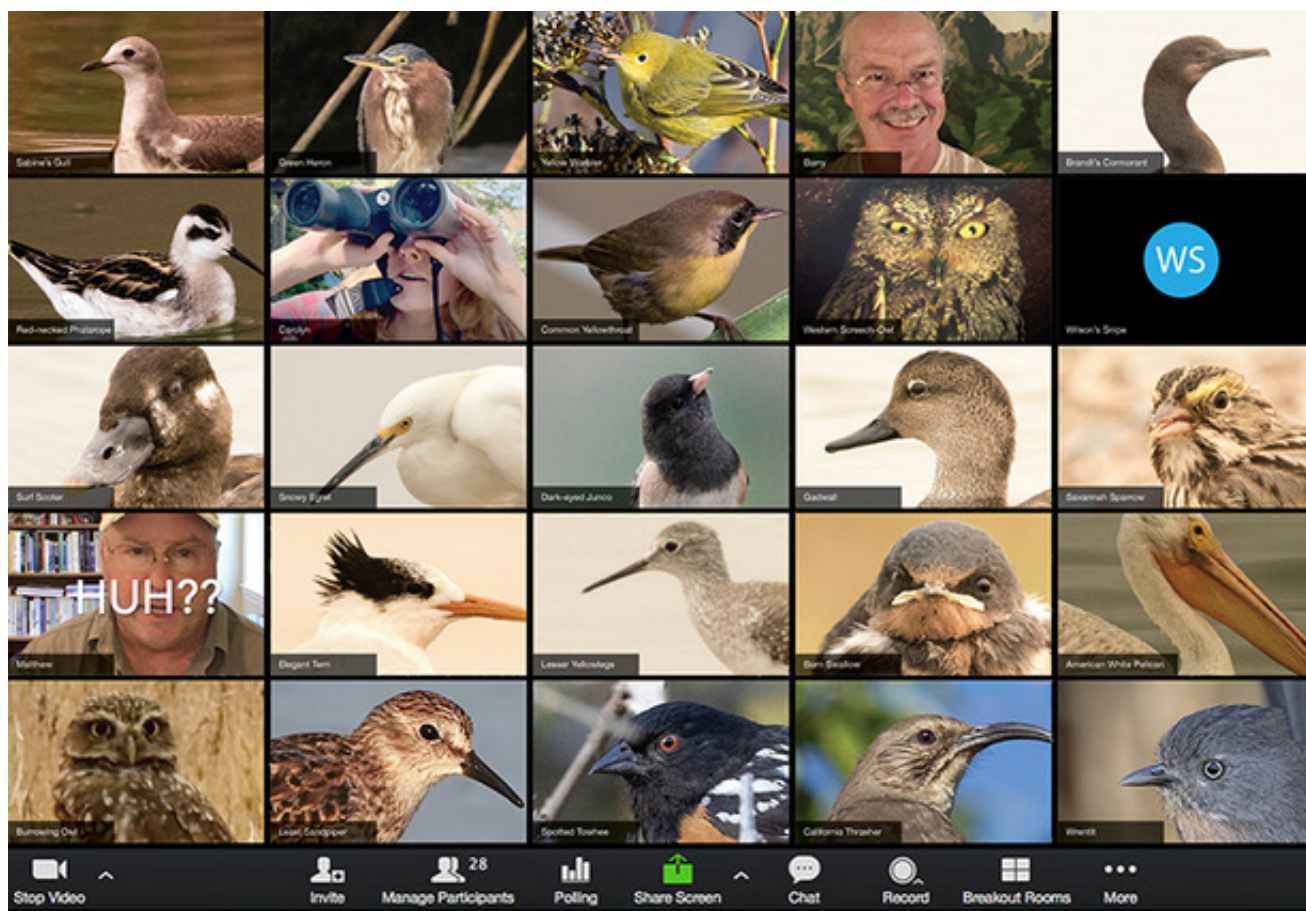 Sabine's Gull
Green Heron
Yellow Warbler
Barry
Brandt's Cormorant
Red-necked Phalarope
Carolyn
Common Yellowthroat
Western Screech-Owl
WS
Wilson's Snipe
Surf Scoter
Snowy Egret
Dark-eyed Junco
Gadwall
Savannah Sparrow
HUH??
Matthew
Elegant Tern
Lesser Yellowlegs
Barn Swallow
American White Pelican
Burrowing Owl
Least Sandpiper
Spotted Towhee
California Thrasher
Wrentit
28
Stop Video
Invite
Manage Participants
Polling
Share Screen
Chat
Record
Breakout Rooms
More